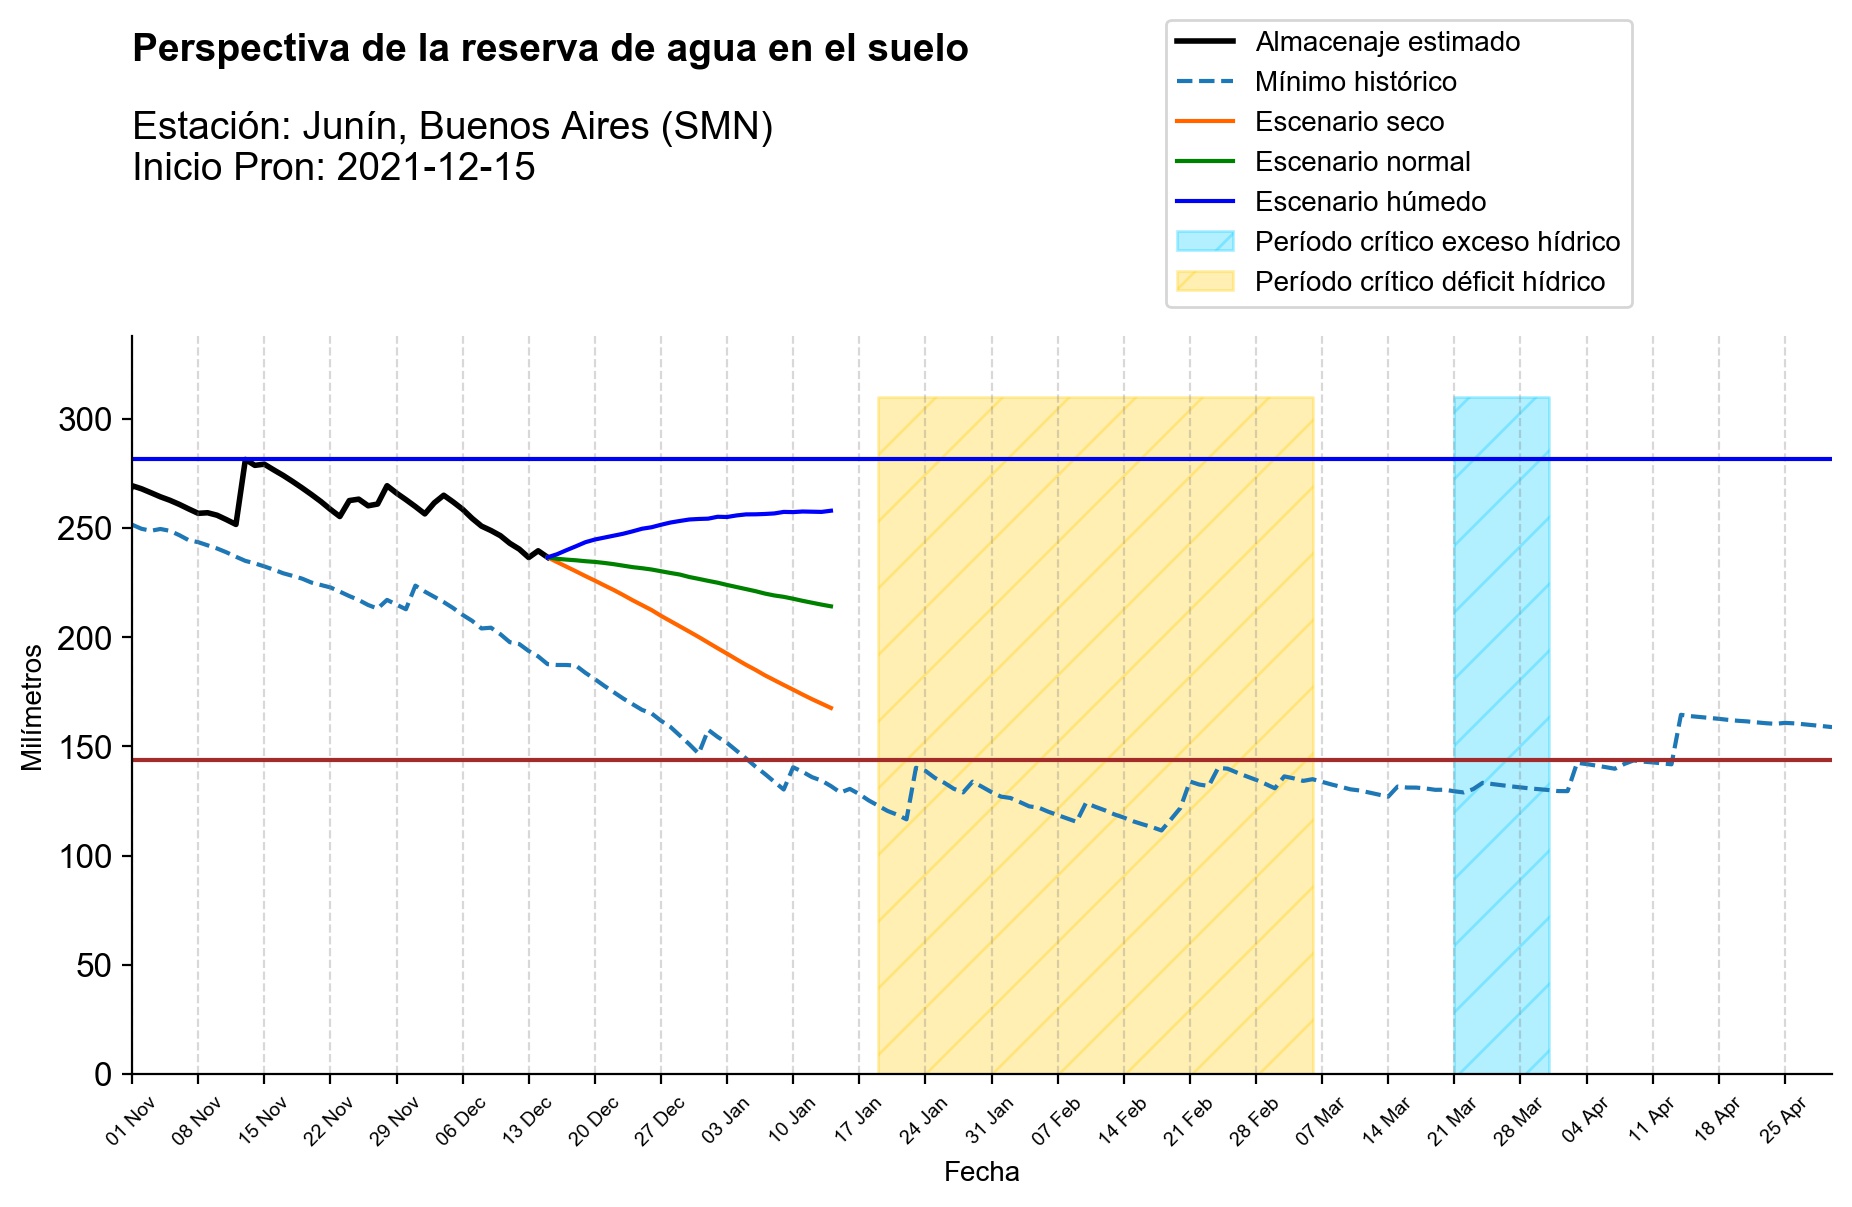 Perspectiva de la reserva de agua en el suelo
Estación: Junín, Buenos Aires (SMN)
Inicio Pron: 2021-12-15
Almacenaje estimado
Mínimo histórico
Escenario seco
Escenario normal
Escenario húmedo
Período crítico exceso hídrico
Período crítico déficit hídrico
300
250
200
150
100
50
0
Milímetros
01 Nov
08 Nov
15 Nov
22 Nov
29 Nov
06 Dec
13 Dec
20 Dec
27 Dec
03 Jan
10 Jan
17 Jan
24 Jan
31 Jan
07 Feb
14 Feb
21 Feb
28 Feb
07 Mar
14 Mar
21 Mar
28 Mar
04 Apr
11 Apr
18 Apr
25 Apr
Fecha